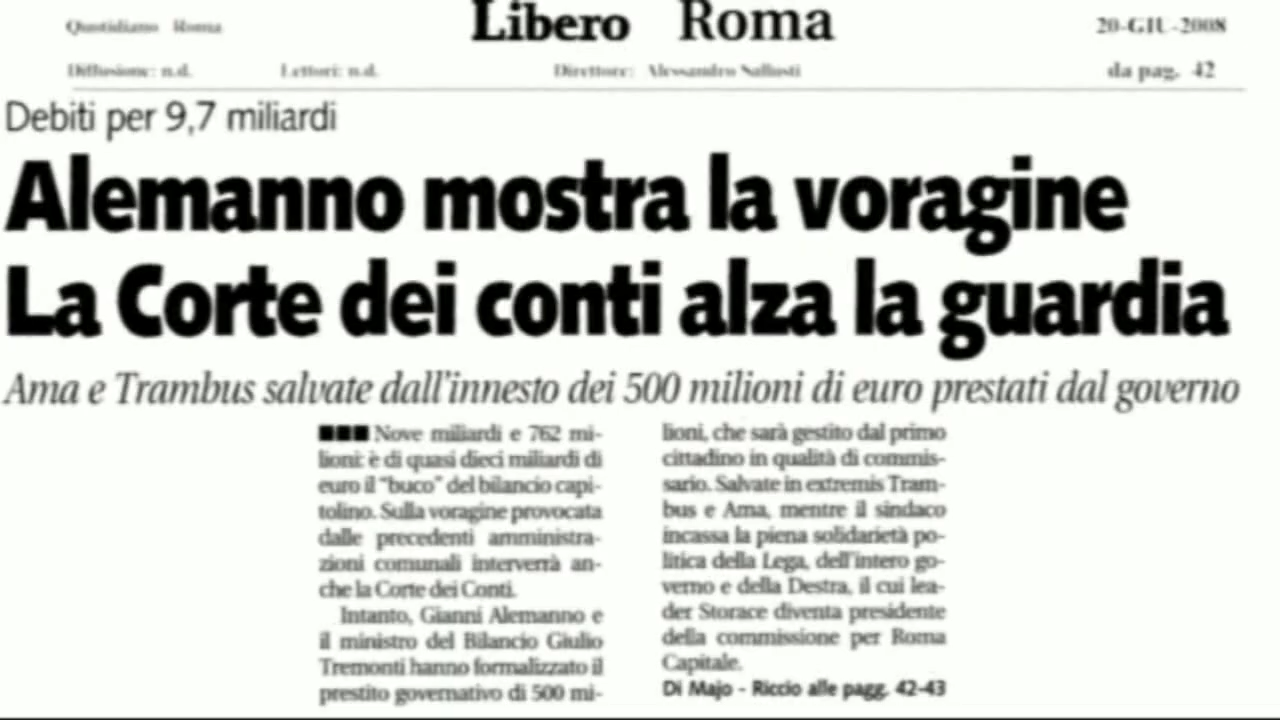 Quotidiano Roma
Libero Roma
20-GIU-2008
Diffusione: n.d.
Lettori: n.d.
Direttore: Alessandro Sallusti
da pag. 42
Debiti per 9,7 miliardi
Alemanno mostra la voragine
La Corte dei conti alza la guardia
Ama e Trambus salvate dall'innesto dei 500 milioni di euro prestati dal governo
■■■ Nove miliardi e 762 mi-
lioni: è di quasi dieci miliardi di
euro il "buco" del bilancio capi-
tolino. Sulla voragine provocata
dalle precedenti amministra-
zioni comunali interverrà an-
che la Corte dei Conti.
Intanto, Gianni Alemanno e
il ministro del Bilancio Giulio
Tremonti hanno formalizzato il
prestito governativo di 500 mi-
lioni, che sarà gestito dal primo
cittadino in qualità di commis-
sario. Salvate in extremis Tram-
bus e Ama, mentre il sindaco
incassa la piena solidarietà po-
litica della Lega, dell'intero go-
verno e della Destra, il cui lea-
der Storace diventa presidente
della commissione per Roma
Capitale.
Di Majo - Riccio alle pagg. 42-43